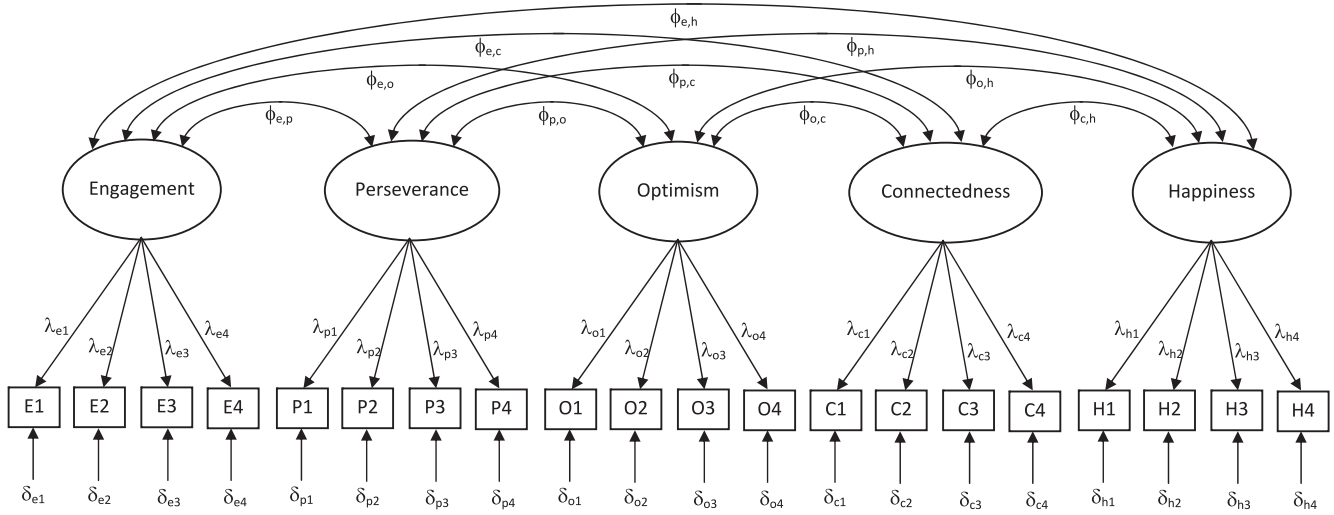 ϕe,h
ϕe,c ϕp,h
ϕe,o ϕp,c ϕo,h
ϕe,p ϕp,o ϕo,c ϕc,h
Engagement Perseverance Optimism Connectedness Happiness
λe1 λe2 λe3 λe4 λp1 λp2 λp3 λp4 λo1 λo2 λo3 λo4 λc1 λc2 λc3 λc4 λh1 λh2 λh3 λh4
E1 E2 E3 E4 P1 P2 P3 P4 O1 O2 O3 O4 C1 C2 C3 C4 H1 H2 H3 H4
δe1 δe2 δe3 δe4 δp1 δp2 δp3 δp4 δo1 δo2 δo3 δo4 δc1 δc2 δc3 δc4 δh1 δh2 δh3 δh4